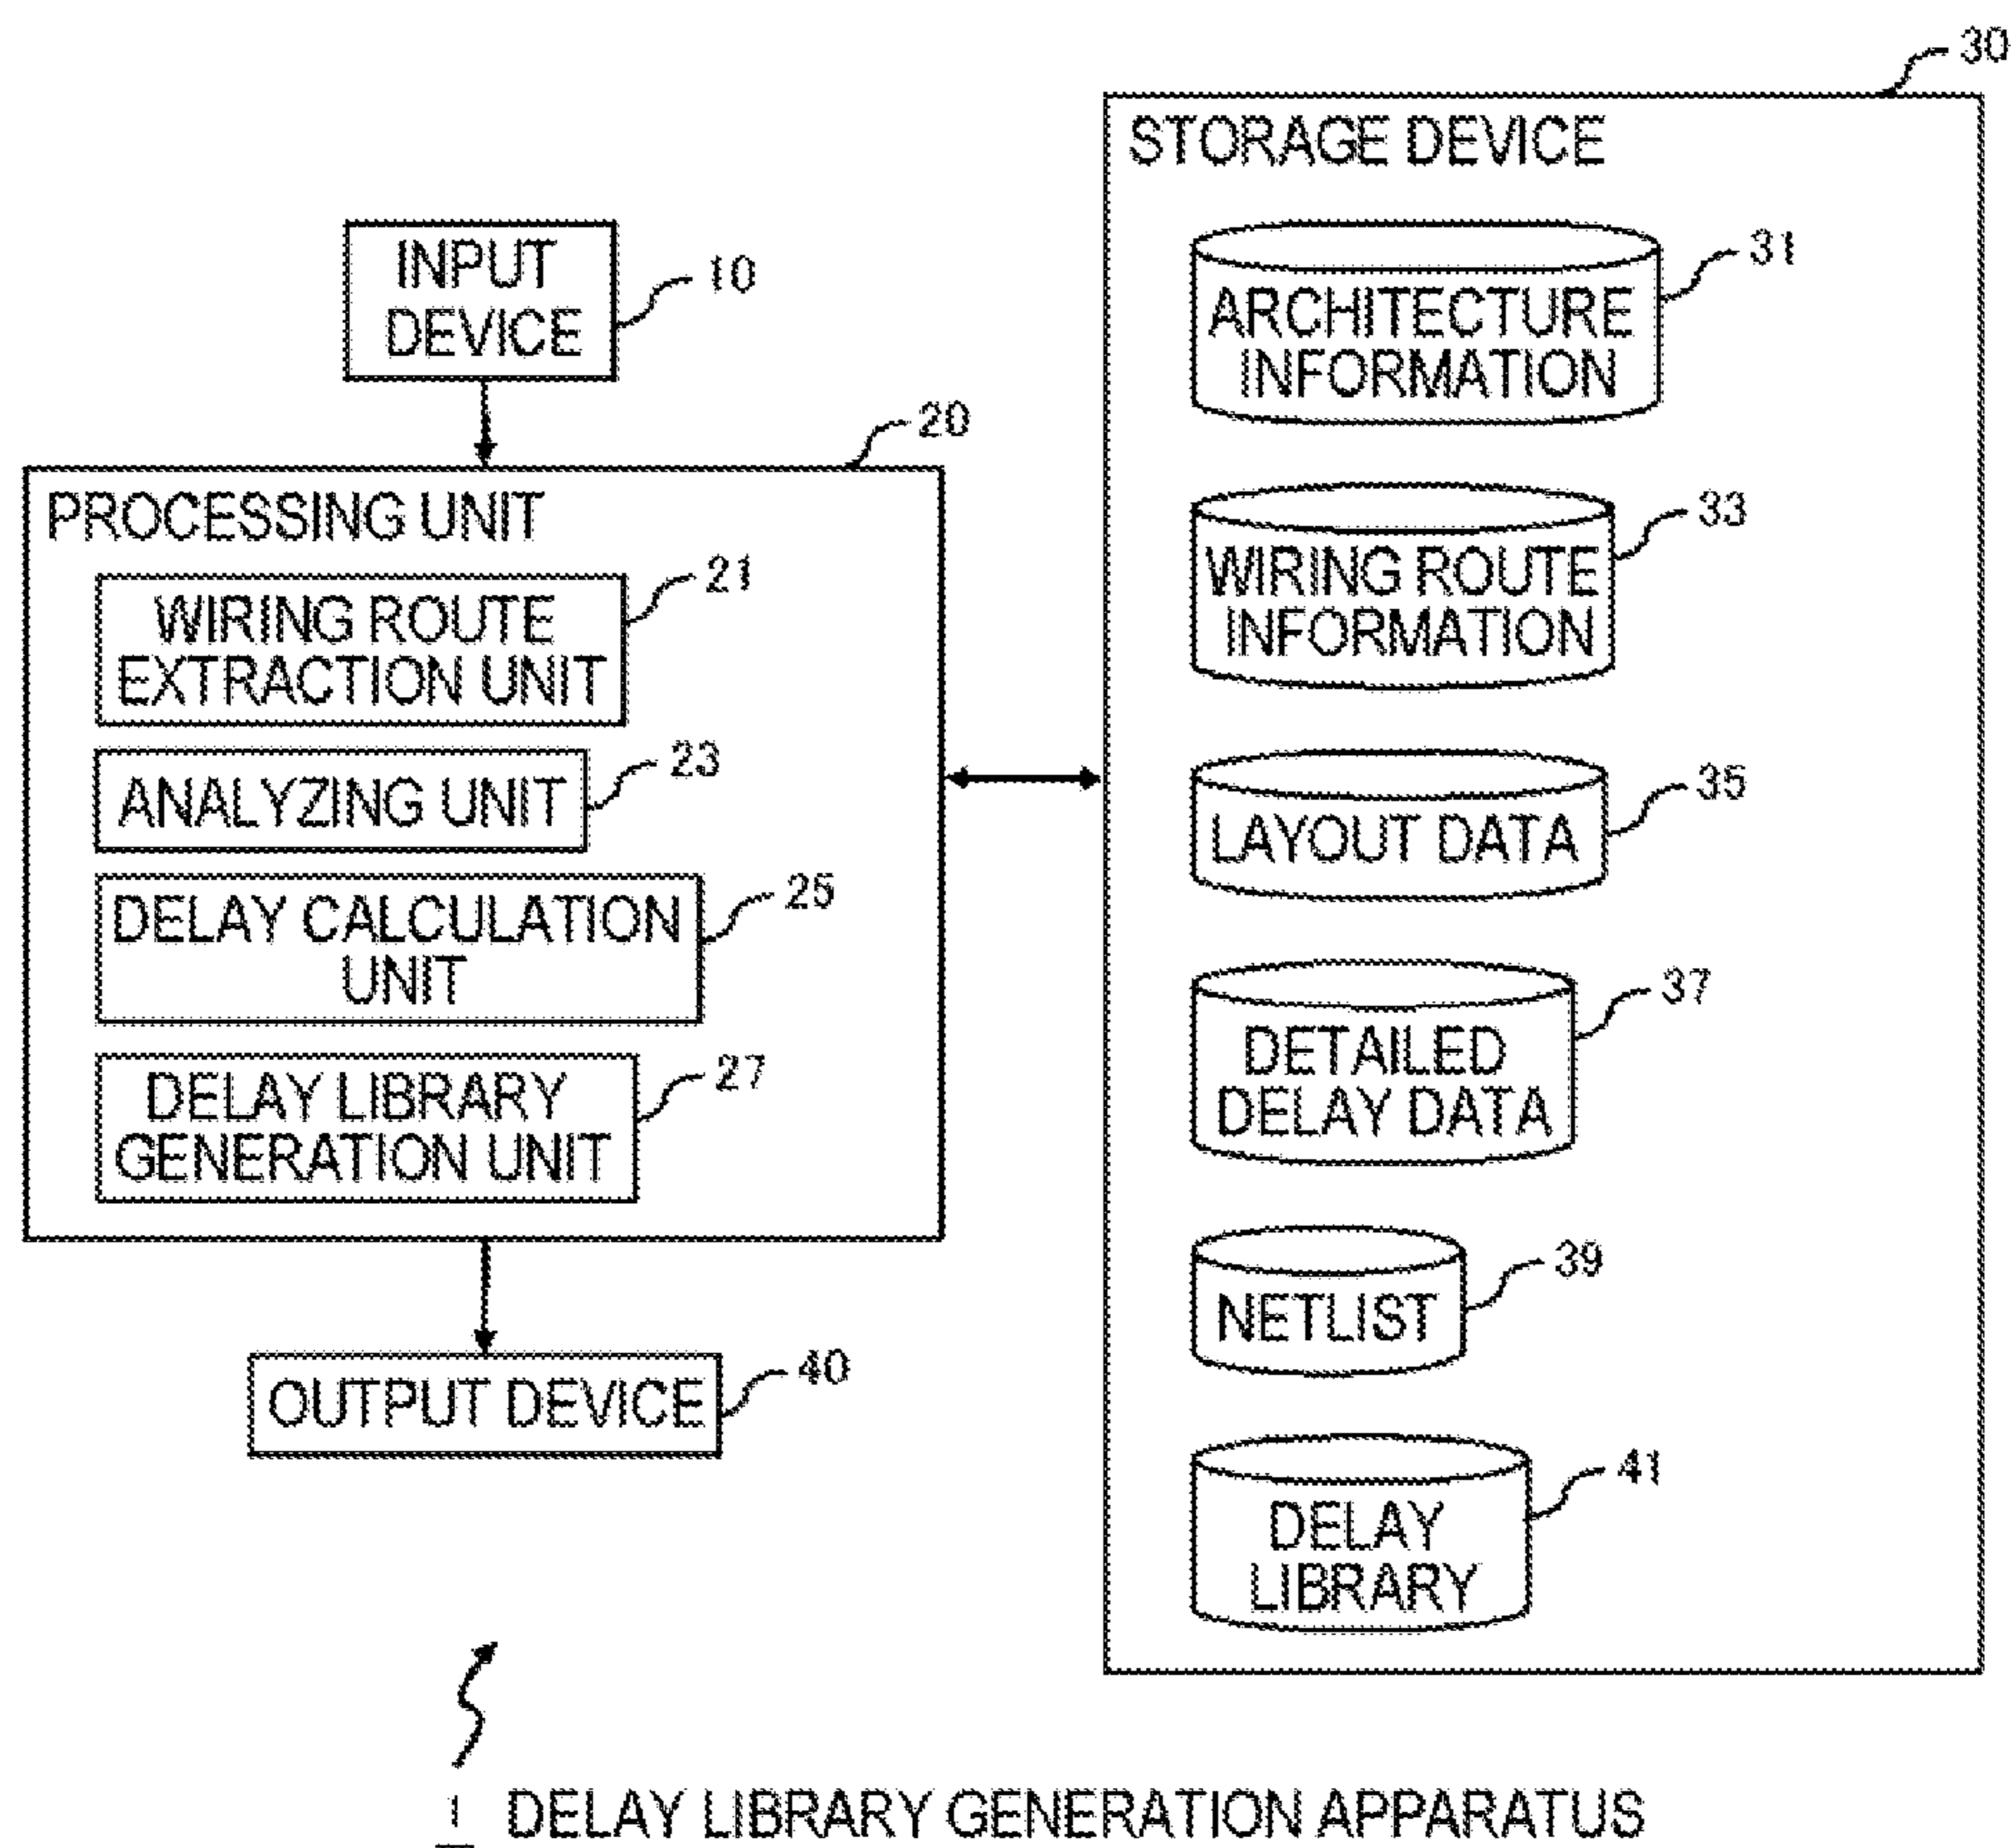 30
STORAGE DEVICE
INPUT
DEVICE
10
20
PROCESSING UNIT
WIRING ROUTE
EXTRACTION UNIT
21
ANALYZING UNIT
23
DELAY CALCULATION
UNIT
25
DELAY LIBRARY
GENERATION UNIT
27
OUTPUT DEVICE
40
ARCHITECTURE
INFORMATION
31
WIRING ROUTE
INFORMATION
33
LAYOUT DATA
35
DETAILED
DELAY DATA
37
NETLIST
39
DELAY
LIBRARY
41
1 DELAY LIBRARY GENERATION APPARATUS